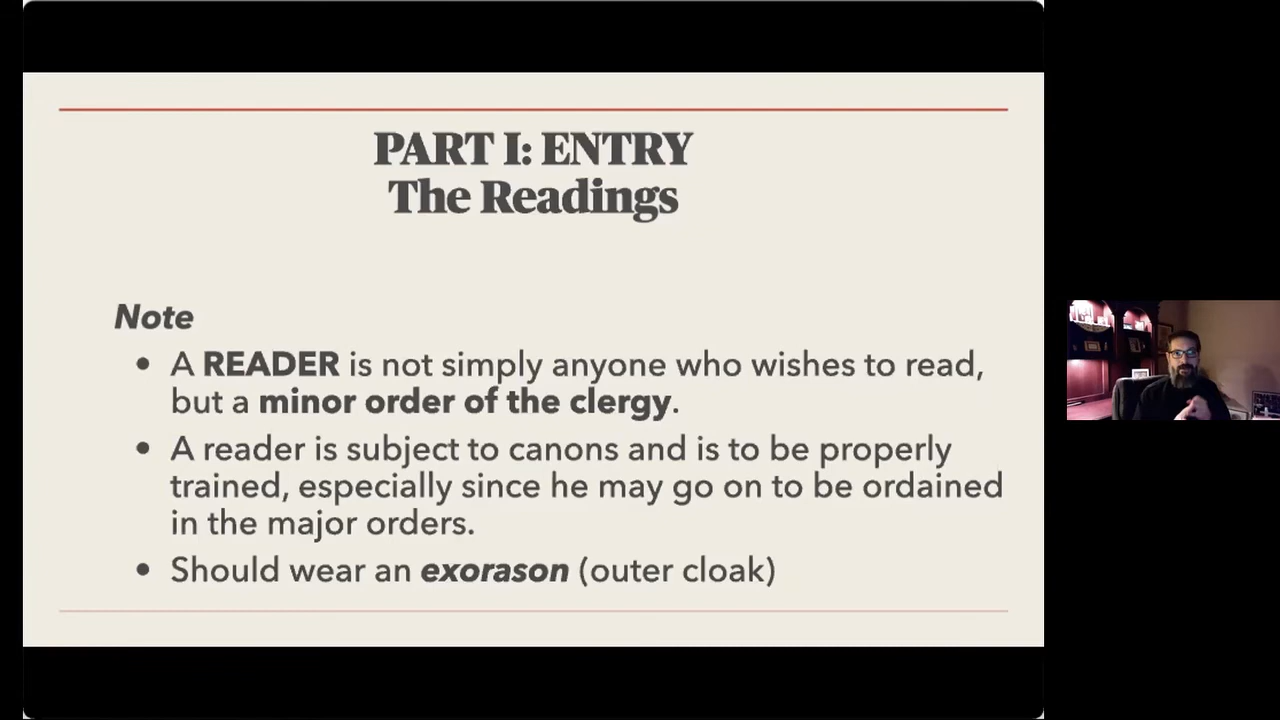 PART I: ENTRY
The Readings
Note
• A READER is not simply anyone who wishes to read,
but a minor order of the clergy.
• A reader is subject to canons and is to be properly
trained, especially since he may go on to be ordained
in the major orders.
• Should wear an exorason (outer cloak)